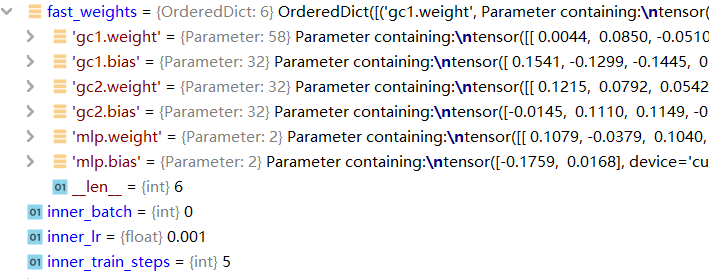 fast_weights = {OrderedDict: 6} OrderedDict([('gc1.weight', Parameter containing:\ntensor(
'gc1.weight' = {Parameter: 58} Parameter containing:\ntensor([[ 0.0044, 0.0850, -0.0510
'gc1.bias' = {Parameter: 32} Parameter containing:\ntensor([ 0.1541, -0.1299, -0.1445, 0
'gc2.weight' = {Parameter: 32} Parameter containing:\ntensor([[ 0.1215, 0.0792, 0.0542
'gc2.bias' = {Parameter: 32} Parameter containing:\ntensor([-0.0145, 0.1110, 0.1149, -0
'mlp.weight' = {Parameter: 2} Parameter containing:\ntensor([[ 0.1079, -0.0379, 0.1040,
'mlp.bias' = {Parameter: 2} Parameter containing:\ntensor([-0.1759, 0.0168], device='cu
01 __len__ = {int} 6
01 inner_batch = {int} 0
01 inner_lr = {float} 0.001
01 inner_train_steps = {int} 5